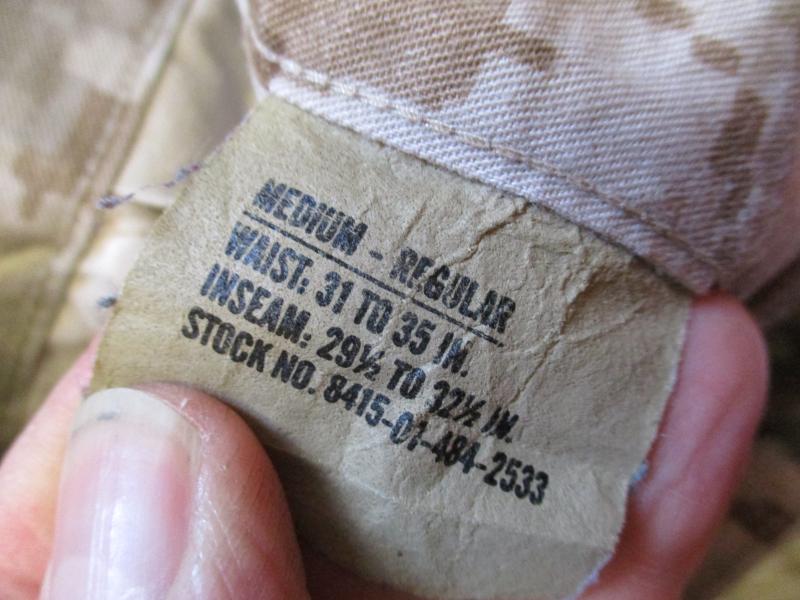 MEDIUM - REGULAR
WAIST: 31 TO 35 IN.
INSEAM: 29½ TO 32½ IN.
STOCK NO. 8415-01-484-2533